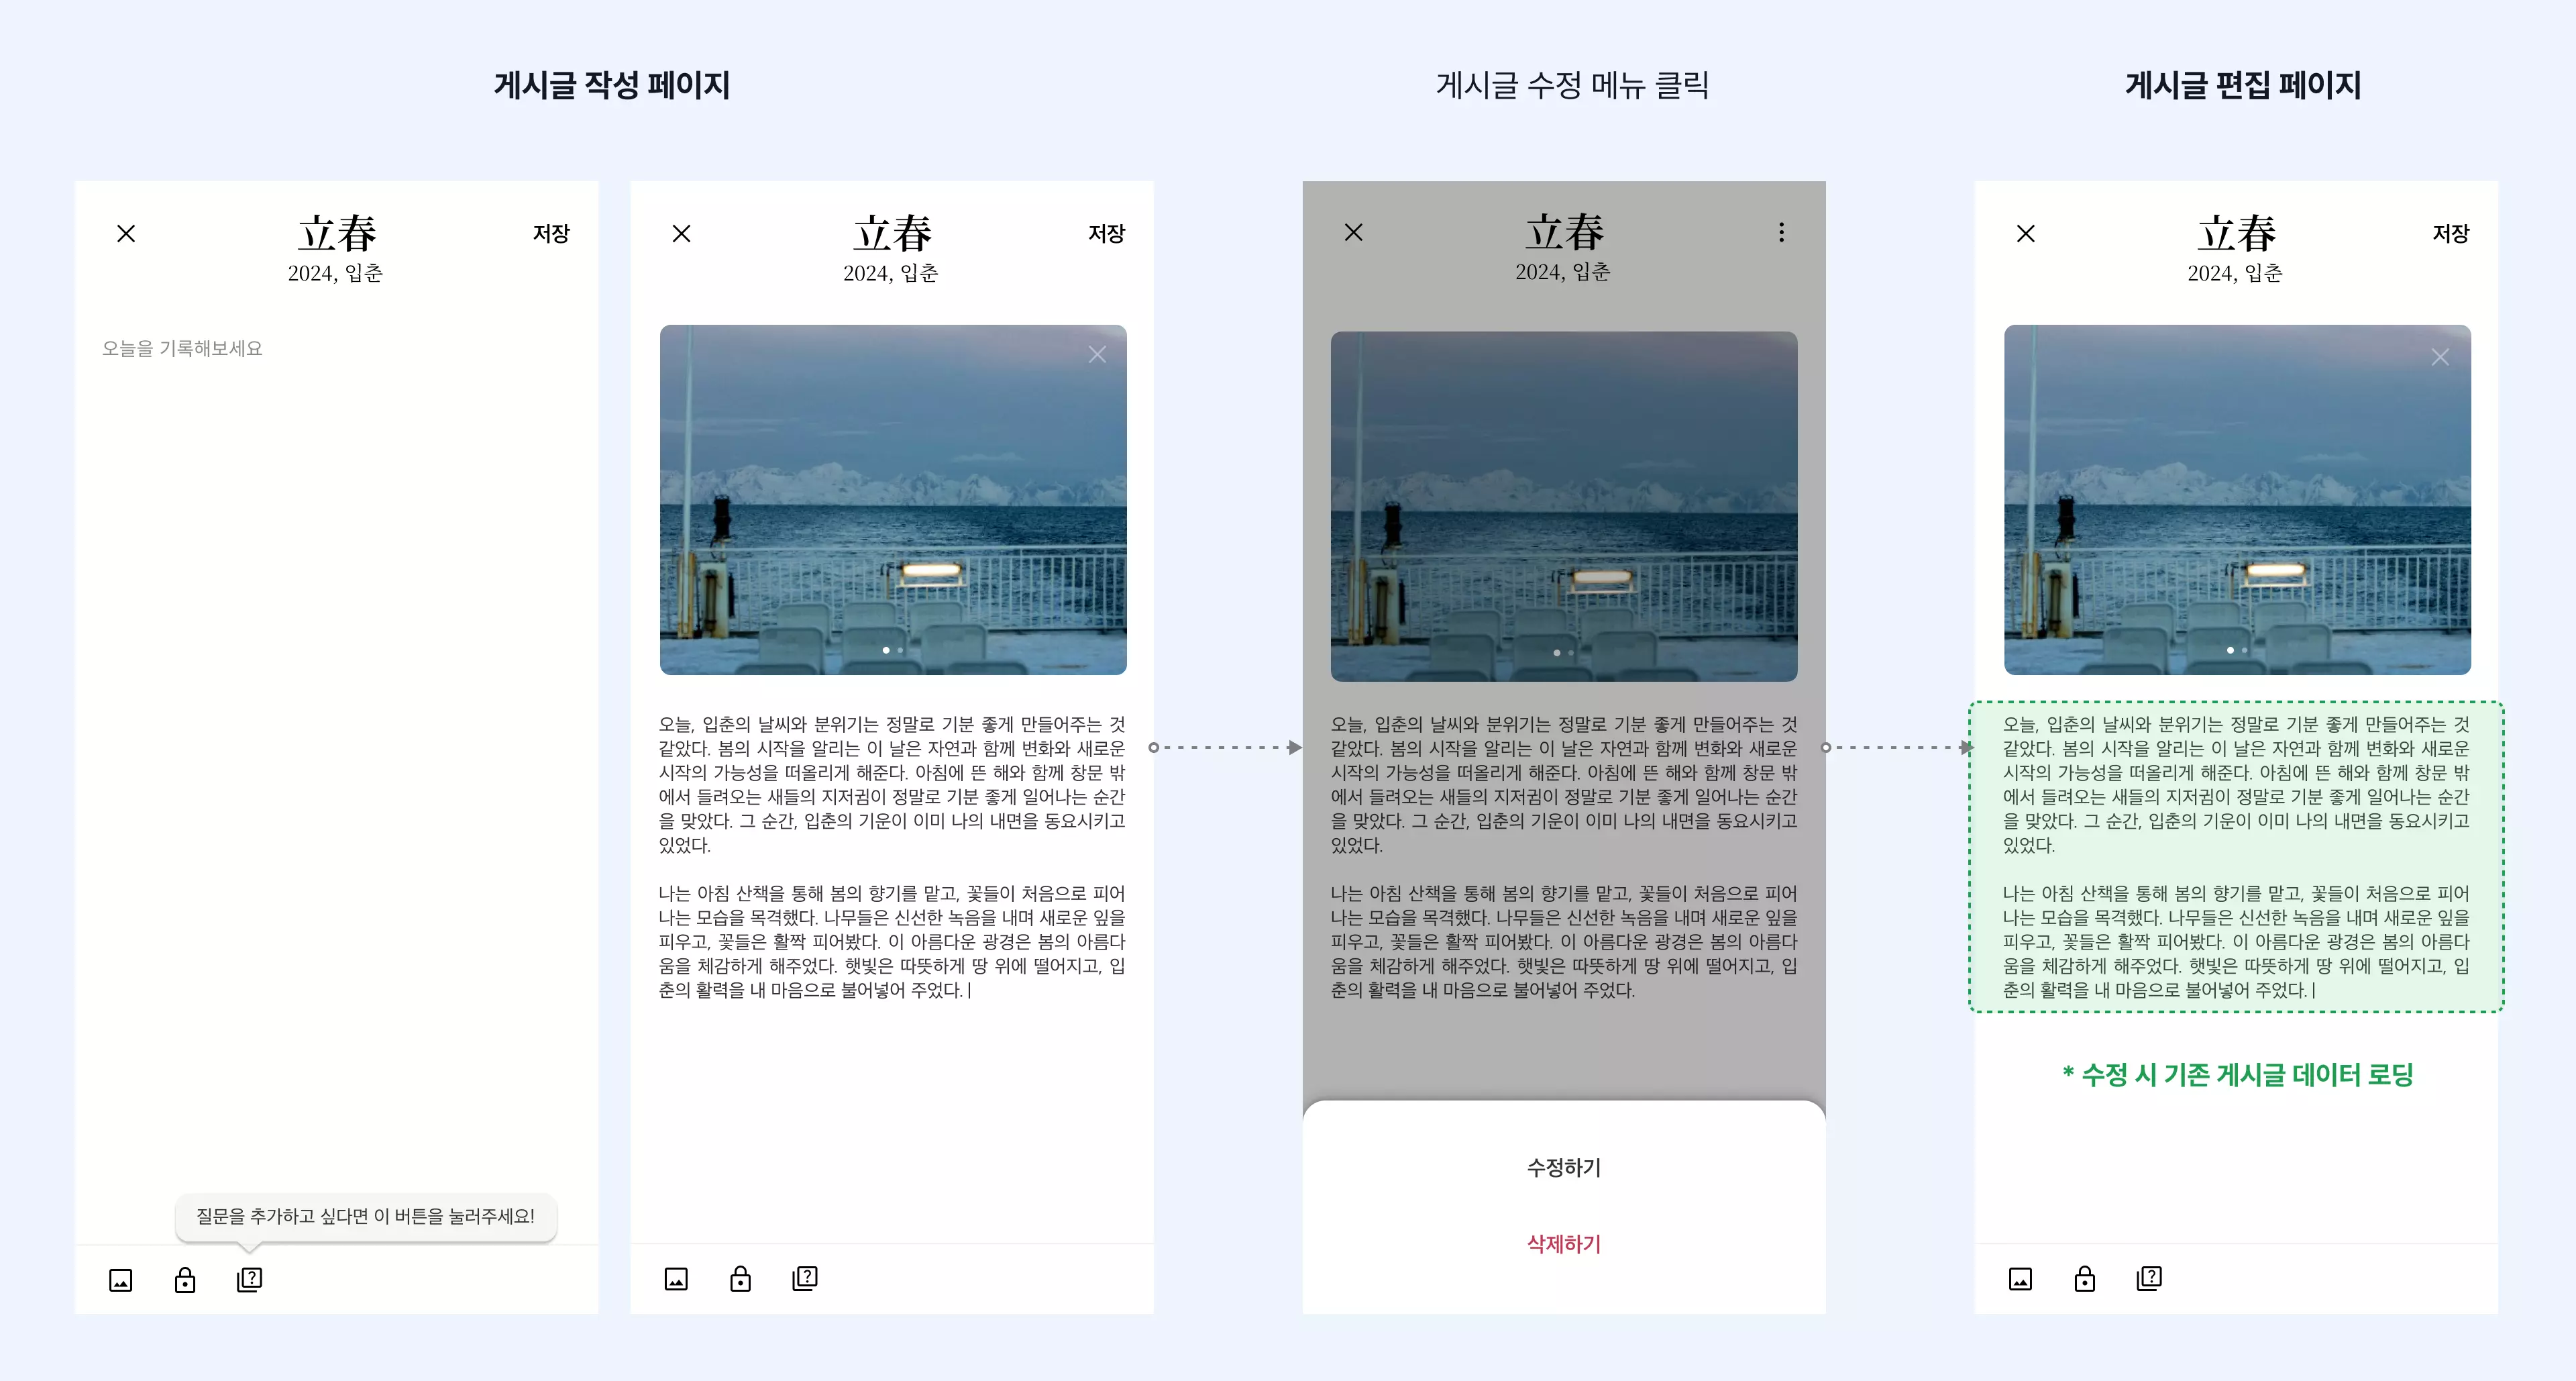 게시글 작성 페이지
게시글 수정 메뉴 클릭
게시글 편집 페이지
立春
저장
2024, 입춘
오늘을 기록해보세요
질문을 추가하고 싶다면 이 버튼을 눌러주세요!
?
立春
저장
2024, 입춘
오늘, 입춘의 날씨와 분위기는 정말로 기분 좋게 만들어주는 것
같았다. 봄의 시작을 알리는 이 날은 자연과 함께 변화와 새로운
시작의 가능성을 떠올리게 해준다. 아침에 뜬 해와 함께 창문 밖
에서 들려오는 새들의 지저귐이 정말로 기분 좋게 일어나는 순간
을 맞았다. 그 순간, 입춘의 기운이 이미 나의 내면을 동요시키고
있었다.
나는 아침 산책을 통해 봄의 향기를 맡고, 꽃들이 처음으로 피어
나는 모습을 목격했다. 나무들은 신선한 녹음을 내며 새로운 잎을
피우고, 꽃들은 활짝 피어봤다. 이 아름다운 광경은 봄의 아름다
움을 체감하게 해주었다. 햇빛은 따뜻하게 땅 위에 떨어지고, 입
춘의 활력을 내 마음으로 불어넣어 주었다.
?
立春
2024, 입춘
오늘, 입춘의 날씨와 분위기는 정말로 기분 좋게 만들어주는 것
같았다. 봄의 시작을 알리는 이 날은 자연과 함께 변화와 새로운
시작의 가능성을 떠올리게 해준다. 아침에 뜬 해와 함께 창문 밖
에서 들려오는 새들의 지저귐이 정말로 기분 좋게 일어나는 순간
을 맞았다. 그 순간, 입춘의 기운이 이미 나의 내면을 동요시키고
있었다.
나는 아침 산책을 통해 봄의 향기를 맡고, 꽃들이 처음으로 피어
나는 모습을 목격했다. 나무들은 신선한 녹음을 내며 새로운 잎을
피우고, 꽃들은 활짝 피어봤다. 이 아름다운 광경은 봄의 아름다
움을 체감하게 해주었다. 햇빛은 따뜻하게 땅 위에 떨어지고, 입
춘의 활력을 내 마음으로 불어넣어 주었다.
수정하기
삭제하기
立春
저장
2024, 입춘
오늘, 입춘의 날씨와 분위기는 정말로 기분 좋게 만들어주는 것
같았다. 봄의 시작을 알리는 이 날은 자연과 함께 변화와 새로운
시작의 가능성을 떠올리게 해준다. 아침에 뜬 해와 함께 창문 밖
에서 들려오는 새들의 지저귐이 정말로 기분 좋게 일어나는 순간
을 맞았다. 그 순간, 입춘의 기운이 이미 나의 내면을 동요시키고
있었다.
나는 아침 산책을 통해 봄의 향기를 맡고, 꽃들이 처음으로 피어
나는 모습을 목격했다. 나무들은 신선한 녹음을 내며 새로운 잎을
피우고, 꽃들은 활짝 피어봤다. 이 아름다운 광경은 봄의 아름다
움을 체감하게 해주었다. 햇빛은 따뜻하게 땅 위에 떨어지고, 입
춘의 활력을 내 마음으로 불어넣어 주었다.
* 수정 시 기존 게시글 데이터 로딩
?